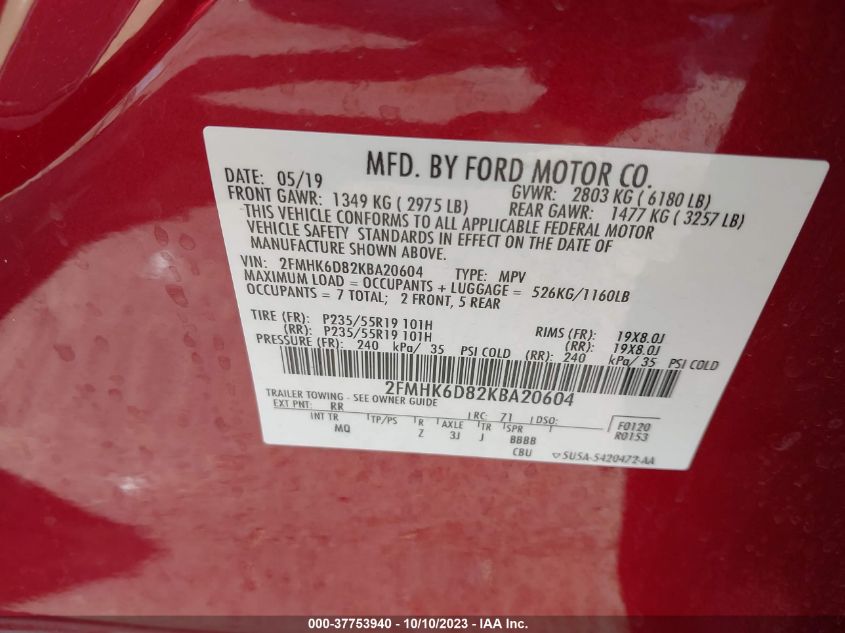 MFD. BY FORD MOTOR CO.
DATE: 05/19 GVWR: 2803 KG ( 6180 LB)
FRONT GAWR: 1349 KG ( 2975 LB) REAR GAWR: 1477 KG ( 3257 LB)
THIS VEHICLE CONFORMS TO ALL APPLICABLE FEDERAL MOTOR
VEHICLE SAFETY STANDARDS IN EFFECT ON THE DATE OF
MANUFACTURE SHOWN ABOVE.
VIN: 2FMHK6D82KBA20604 TYPE: MPV
MAXIMUM LOAD = OCCUPANTS + LUGGAGE = 526KG/1160LB
OCCUPANTS = 7 TOTAL; 2 FRONT, 5 REAR
TIRE (FR): P235/55R19 101H RIMS (FR): 19X8.0J
(RR): P235/55R19 101H (RR): 19X8.0J
PRESSURE (FR): 240 kPa/ 35 PSI COLD (RR): 240 kPa/ 35 PSI COLD
2FMHK6D82KBA20604
TRAILER TOWING - SEE OWNER GUIDE
EXT PNT: RR RC: 71 DSO:
INT TR TP/PS R AXLE TR SPR F0120
MQ Z 3J J BBBB R0153
CBU 5U5A-5420472-AA
000-37753940 - 10/10/2023 - IAA Inc.